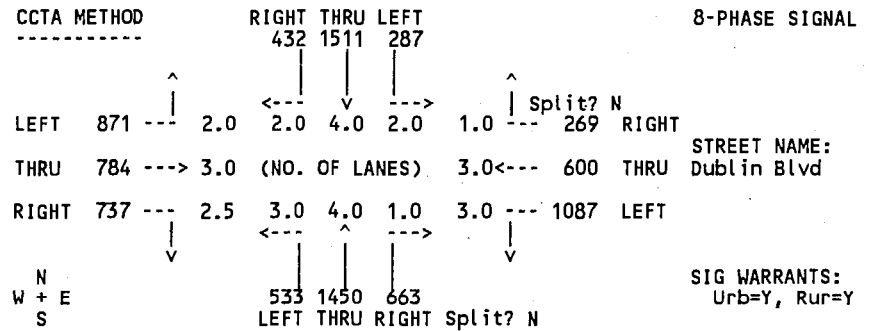 CCTA METHOD RIGHT THRU LEFT 8-PHASE SIGNAL
----------- 432 1511 287
^ ^
<--- v ---> Split? N
LEFT 871 --- 2.0 2.0 4.0 2.0 1.0 --- 269 RIGHT
STREET NAME:
THRU 784 ---> 3.0 (NO. OF LANES) 3.0<--- 600 THRU Dublin Blvd
RIGHT 737 --- 2.5 3.0 4.0 1.0 3.0 --- 1087 LEFT
<--- ^ --->
v v
N SIG WARRANTS:
W + E 533 1450 663 Urb=Y, Rur=Y
S LEFT THRU RIGHT Split? N